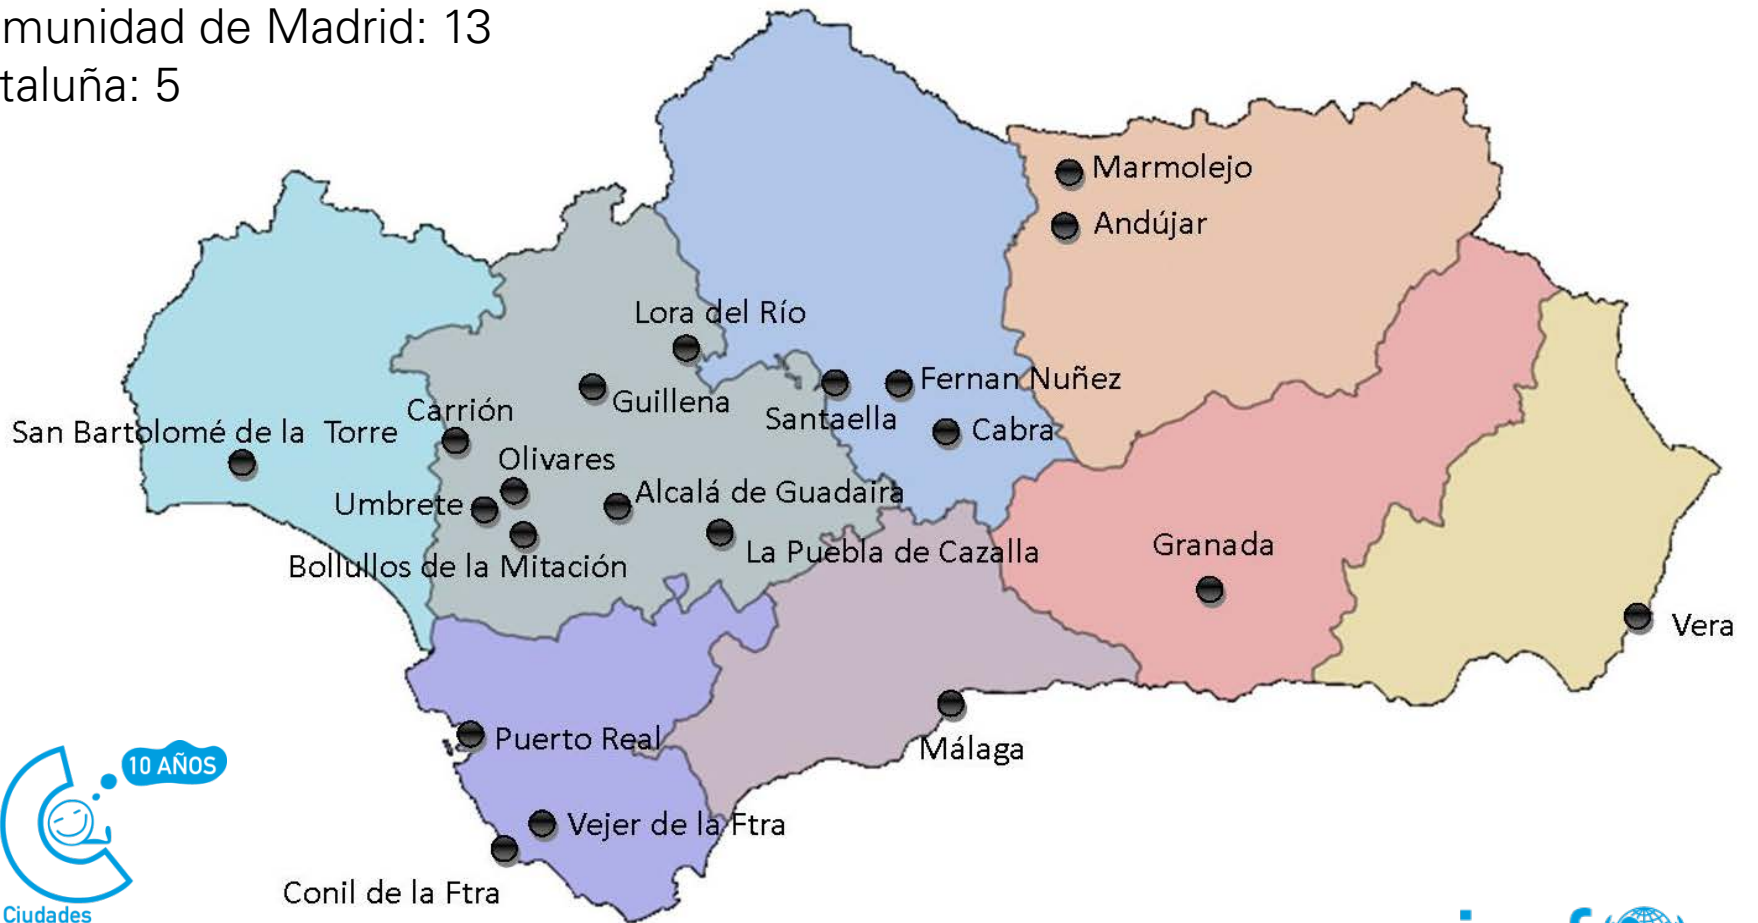 munidad de Madrid: 13
taluña: 5
Marmolejo
Andújar
Lora del Río
Guillena
Fernan Nuñez
Santaella
Cabra
Carrión
San Bartolomé de la Torre
Olivares
Umbrete
Alcalá de Guadaira
Bollullos de la Mitación
La Puebla de Cazalla
Granada
Vera
Puerto Real
Málaga
10 AÑOS
Vejer de la Ftra
Conil de la Ftra
Ciudades